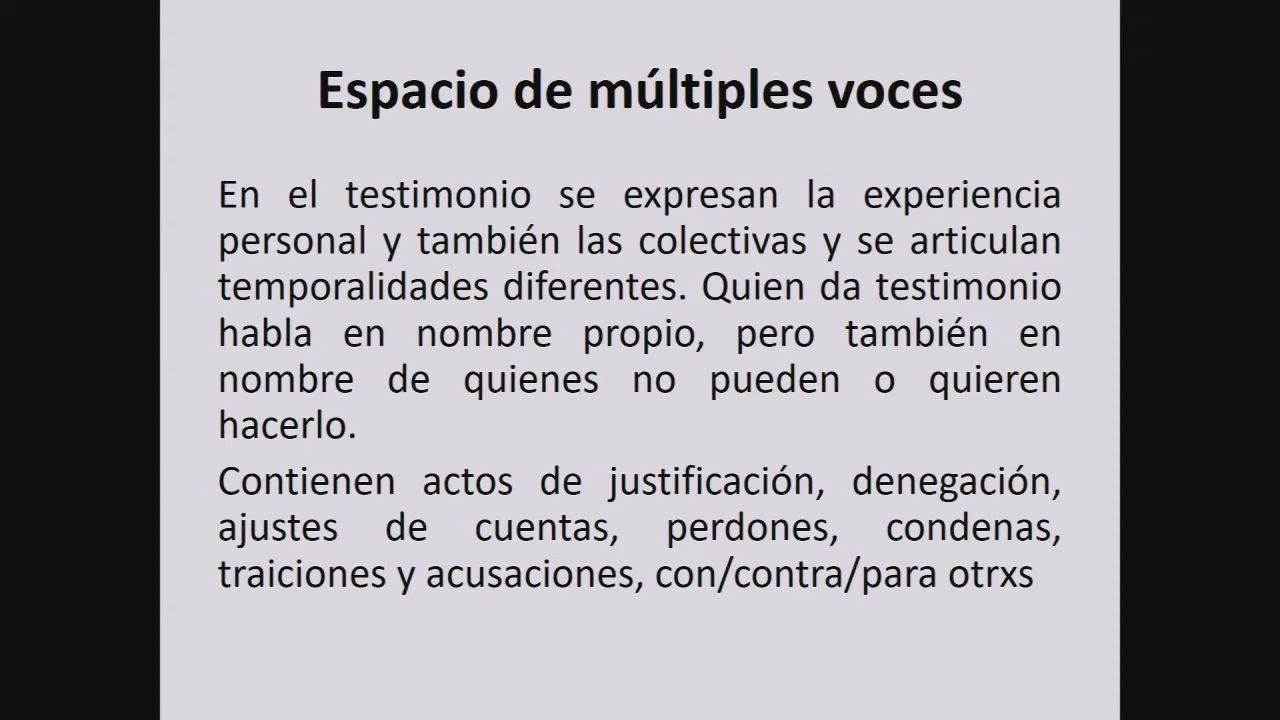 Espacio de múltiples voces
En el testimonio se expresan la experiencia
personal y también las colectivas y se articulan
temporalidades diferentes. Quien da testimonio
habla en nombre propio, pero también en
nombre de quienes no pueden o quieren
hacerlo.
Contienen actos de justificación, denegación,
ajustes de cuentas, perdones, condenas,
traiciones y acusaciones, con/contra/para otrxs